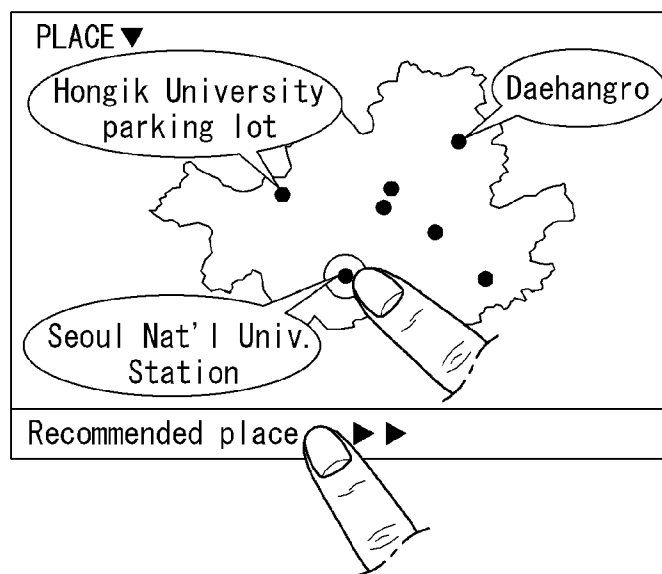 PLACE▼
Hongik University
parking lot
Daehangro
Seoul Nat'l Univ.
Station
Recommended place ▶▶